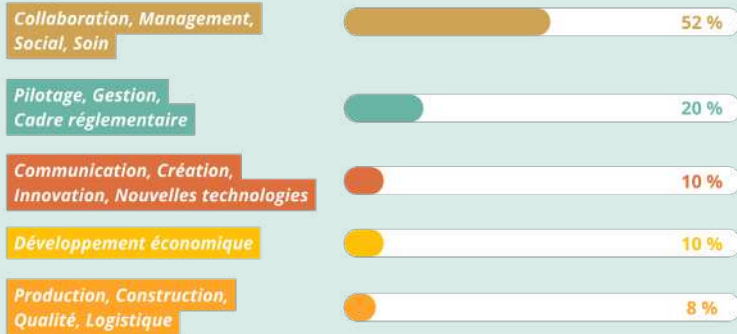 Collaboration, Management,
Social, Soin
52 %
Pilotage, Gestion,
Cadre réglementaire
20 %
Communication, Création,
Innovation, Nouvelles technologies
10 %
Développement économique
10 %
Production, Construction,
Qualité, Logistique
8 %